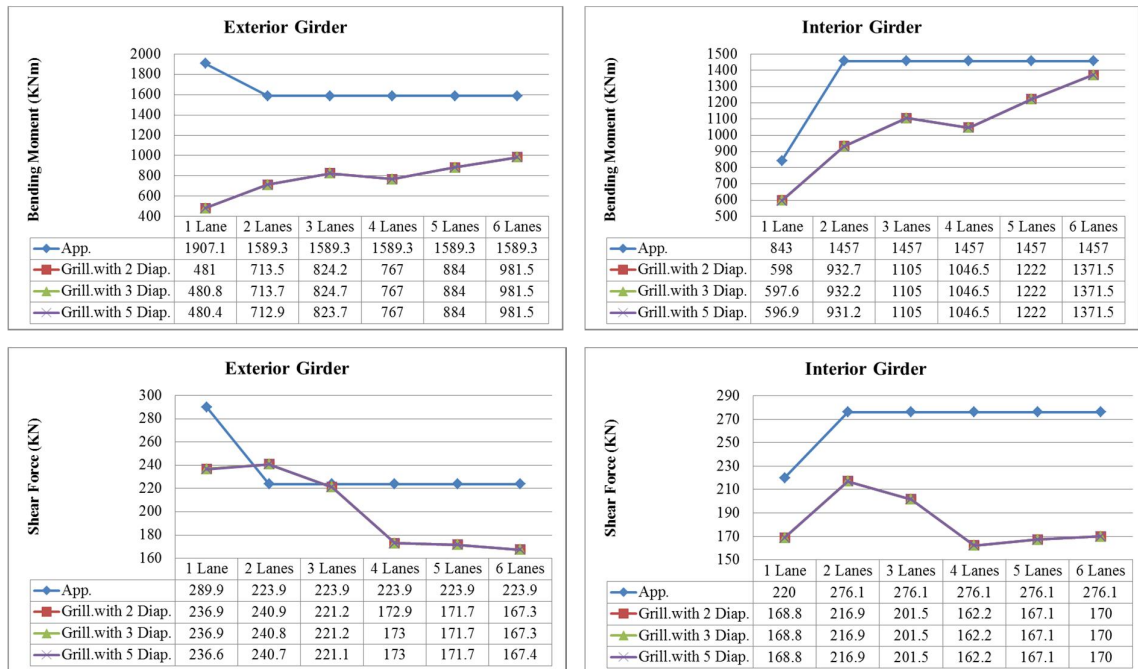 Exterior Girder
Bending Moment (KNm)
2000
1800
1600
1400
1200
1000
800
600
400
1 Lane 2 Lanes 3 Lanes 4 Lanes 5 Lanes 6 Lanes
App. 1907.1 1589.3 1589.3 1589.3 1589.3 1589.3
Grill.with 2 Diap. 481 713.5 824.2 767 884 981.5
Grill.with 3 Diap. 480.8 713.7 824.7 767 884 981.5
Grill.with 5 Diap. 480.4 712.9 823.7 767 884 981.5
Interior Girder
Bending Moment (KNm)
1500
1400
1300
1200
1100
1000
900
800
700
600
500
1 Lane 2 Lanes 3 Lanes 4 Lanes 5 Lanes 6 Lanes
App. 843 1457 1457 1457 1457 1457
Grill.with 2 Diap. 598 932.7 1105 1046.5 1222 1371.5
Grill.with 3 Diap. 597.6 932.2 1105 1046.5 1222 1371.5
Grill.with 5 Diap. 596.9 931.2 1105 1046.5 1222 1371.5
Exterior Girder
Shear Force (KN)
300
280
260
240
220
200
180
160
1 Lane 2 Lanes 3 Lanes 4 Lanes 5 Lanes 6 Lanes
App. 289.9 223.9 223.9 223.9 223.9 223.9
Grill.with 2 Diap. 236.9 240.9 221.2 172.9 171.7 167.3
Grill.with 3 Diap. 236.9 240.8 221.2 173 171.7 167.3
Grill.with 5 Diap. 236.6 240.7 221.1 173 171.7 167.4
Interior Girder
Shear Force (KN)
290
270
250
230
210
190
170
150
1 Lane 2 Lanes 3 Lanes 4 Lanes 5 Lanes 6 Lanes
App. 220 276.1 276.1 276.1 276.1 276.1
Grill.with 2 Diap. 168.8 216.9 201.5 162.2 167.1 170
Grill.with 3 Diap. 168.8 216.9 201.5 162.2 167.1 170
Grill.with 5 Diap. 168.8 216.9 201.5 162.2 167.1 170